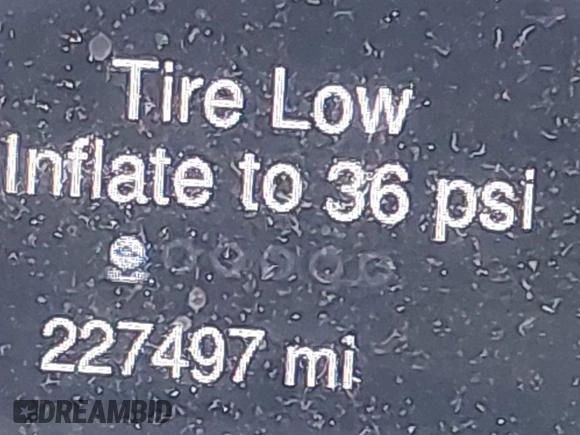 Tire Low
Inflate to 36 psi
227497 mi
DREAMBID